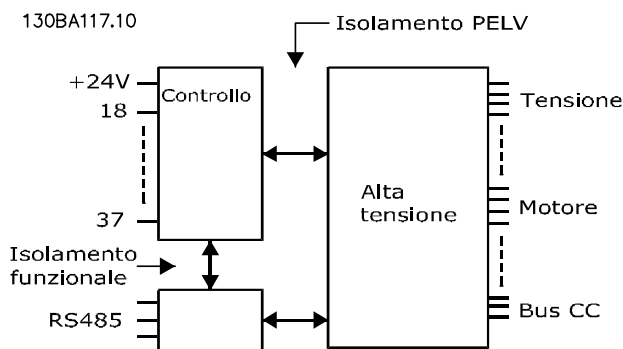 130BA117.10
Isolamento PELV
+24V
Controllo
18
Tensione
Alta
tensione
37
Motore
Isolamento
funzionale
RS485
Bus CC